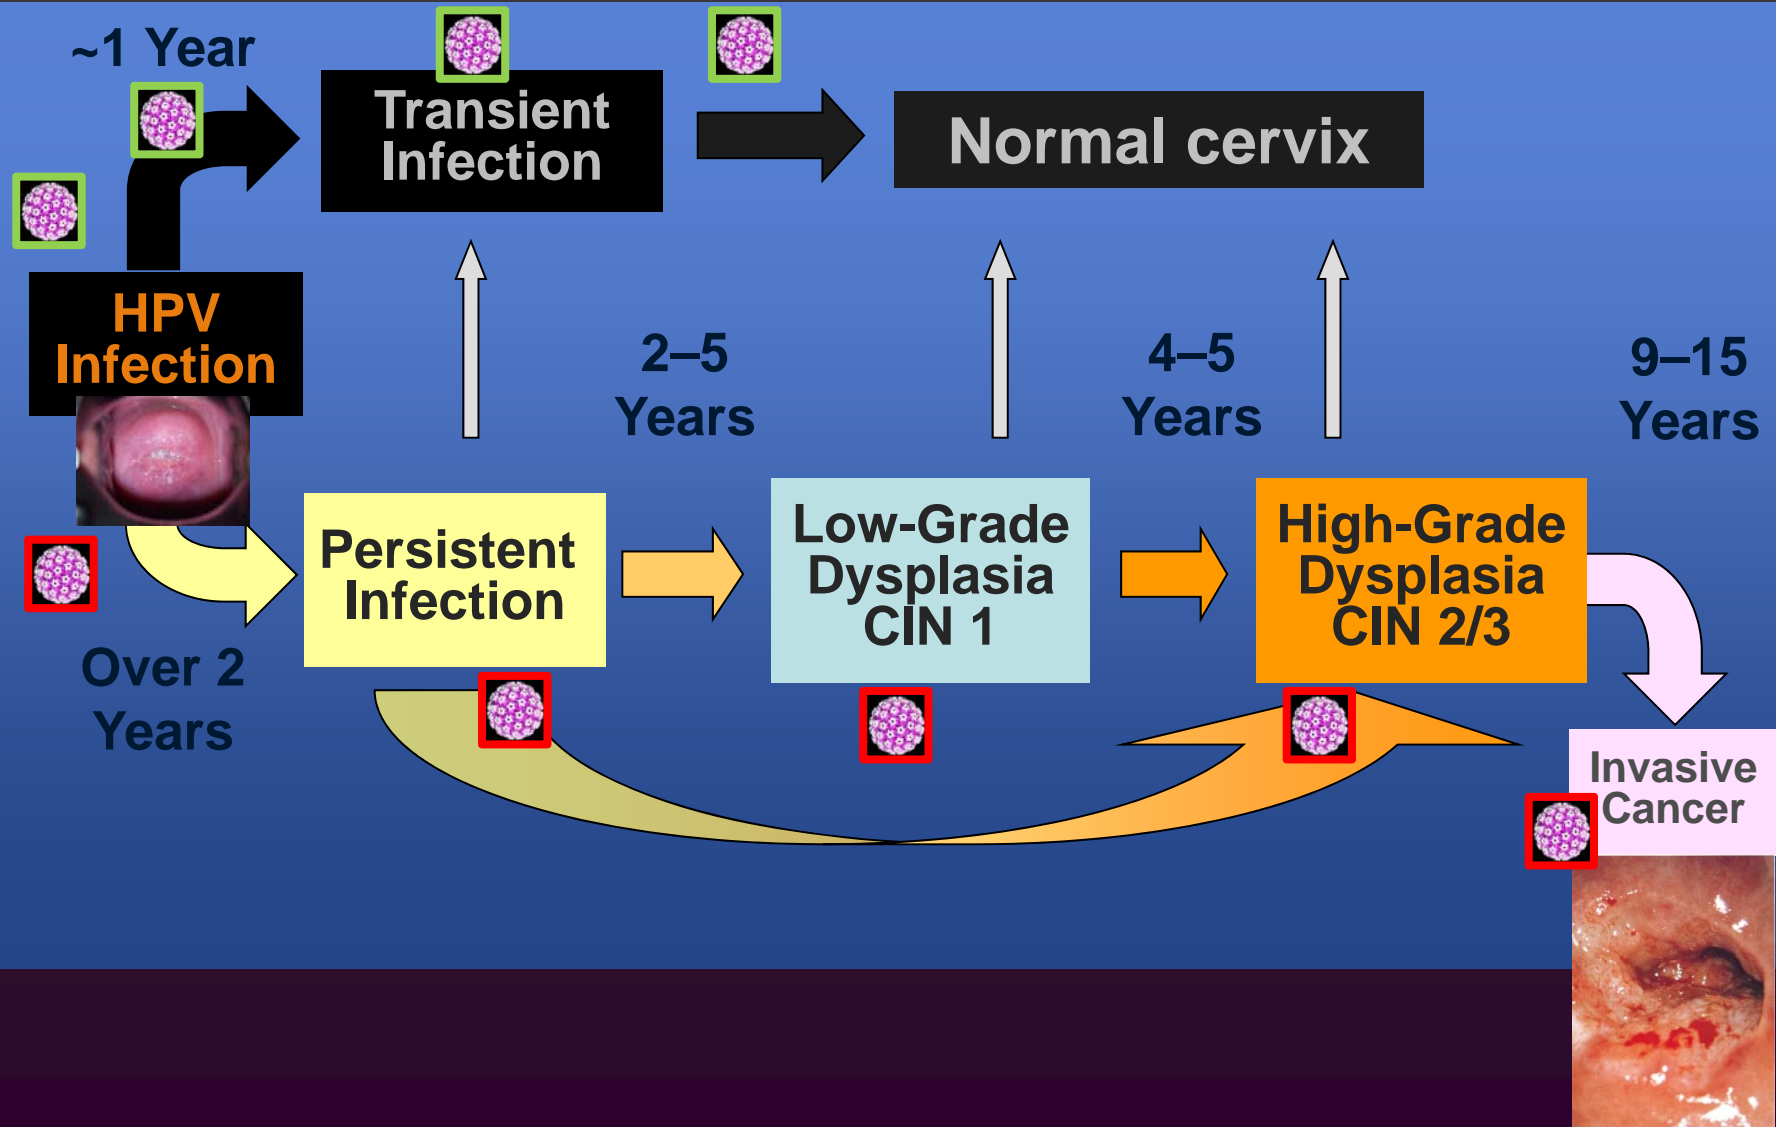 ~1 Year
Transient
Infection
Normal cervix
HPV
Infection
2–5
Years
4–5
Years
9–15
Years
Persistent
Infection
Low-Grade
Dysplasia
CIN 1
High-Grade
Dysplasia
CIN 2/3
Over 2
Years
Invasive
Cancer